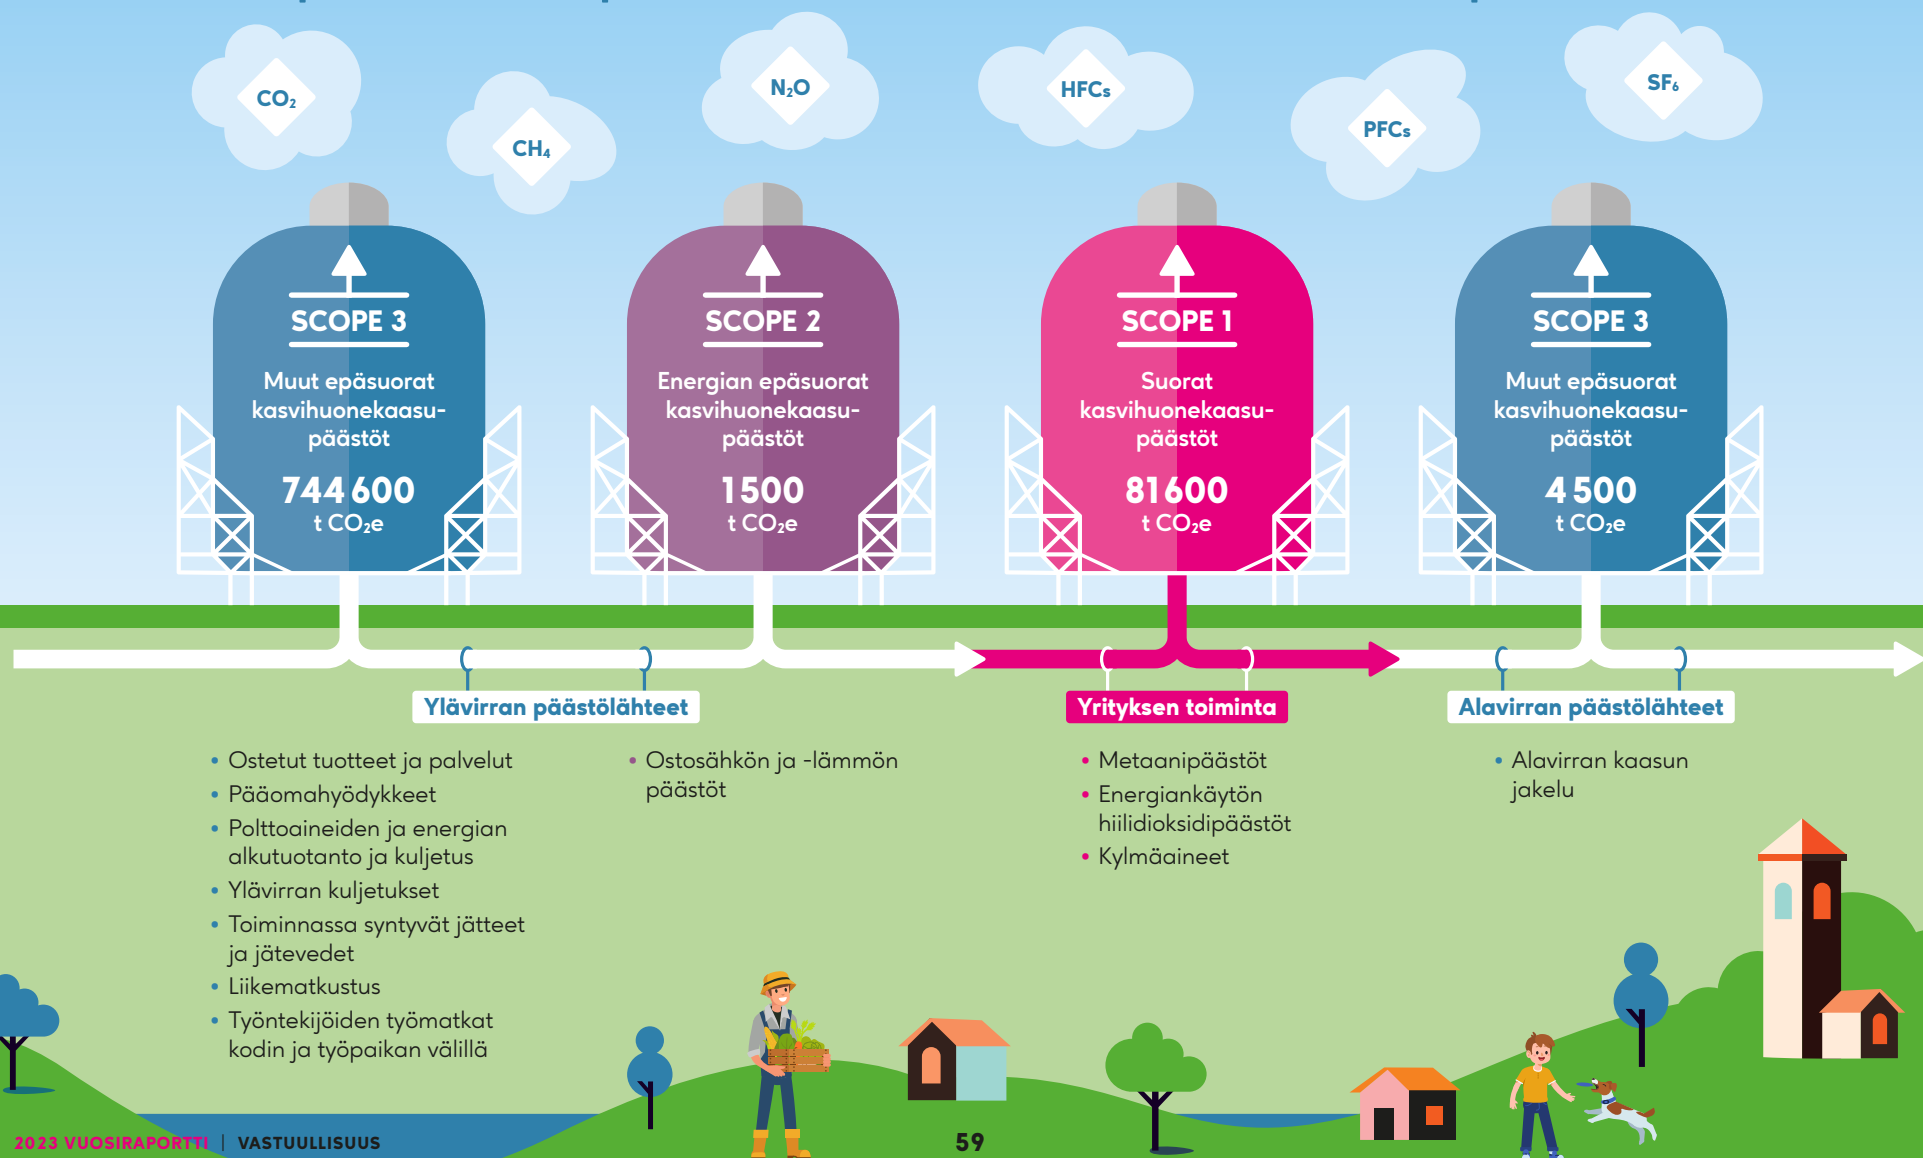 CO₂
CH₄
N₂O
HFCs
PFCs
SF₆
SCOPE 3
Muut epäsuorat
kasvihuonekaasu-
päästöt
744 600
t CO₂e
SCOPE 2
Energian epäsuorat
kasvihuonekaasu-
päästöt
1 500
t CO₂e
SCOPE 1
Suorat
kasvihuonekaasu-
päästöt
81 600
t CO₂e
SCOPE 3
Muut epäsuorat
kasvihuonekaasu-
päästöt
4 500
t CO₂e
Ylävirran päästölähteet
• Ostetut tuotteet ja palvelut
• Pääomahyödykkeet
• Polttoaineiden ja energian
alkutuotanto ja kuljetus
• Ylävirran kuljetukset
• Toiminnassa syntyvät jätteet
ja jätevedet
• Liikematkustus
• Työntekijöiden työmatkat
kodin ja työpaikan välillä
• Ostosähkön ja -lämmön
päästöt
Yrityksen toiminta
• Metaanipäästöt
• Energiankäytön
hiilidioksidipäästöt
• Kylmäaineet
Alavirran päästölähteet
• Alavirran kaasun
jakelu
2023 VUOSIRAPORTTI | VASTUULLISUUS
59